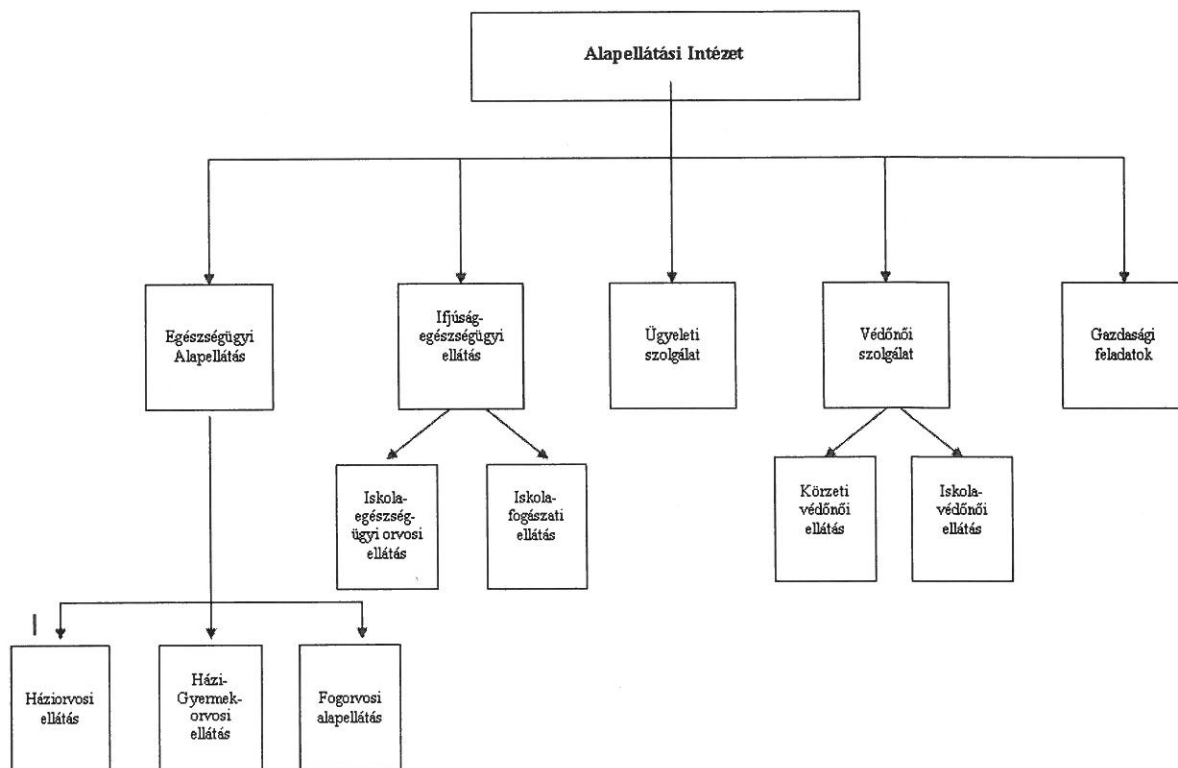 Alapellátási Intézet
Egészségügyi
Alapellátás
Ifjúság-
egészségügyi
ellátás
Ügyeleti
szolgálat
Védőnői
szolgálat
Gazdasági
feladatok
Iskola-
egészség-
ügyi orvosi
ellátás
Iskola-
fogászati
ellátás
Körzeti
védőnői
ellátás
Iskola-
védőnői
ellátás
Háziorvosi
ellátás
Házi-
Gyermek-
orvosi
ellátás
Fogorvosi
alapellátás